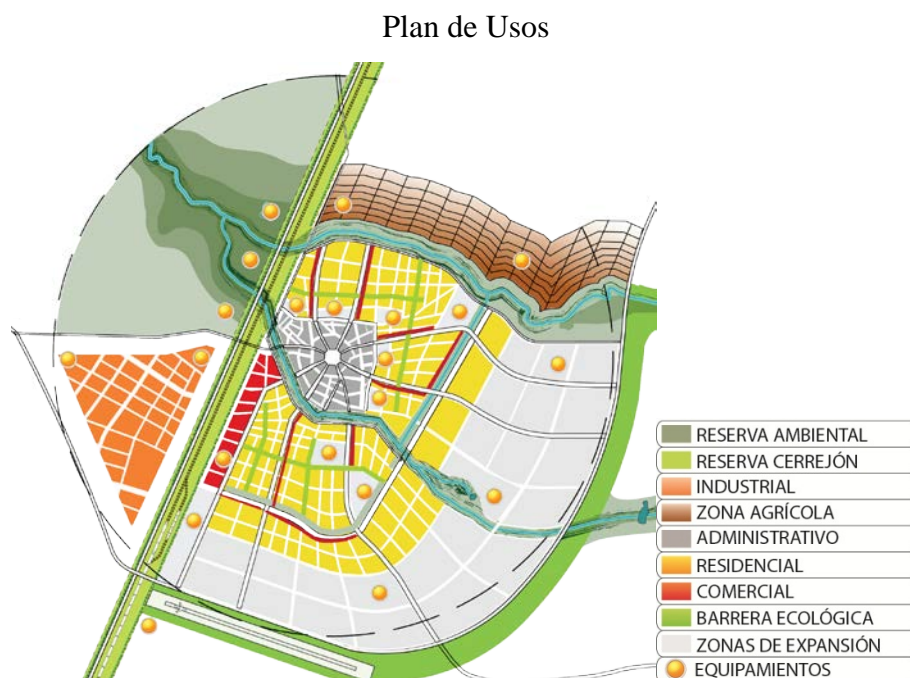 Plan de Usos
RESERVA AMBIENTAL
RESERVA CERREJÓN
INDUSTRIAL
ZONA AGRÍCOLA
ADMINISTRATIVO
RESIDENCIAL
COMERCIAL
BARRERA ECOLÓGICA
ZONAS DE EXPANSIÓN
EQUIPAMIENTOS